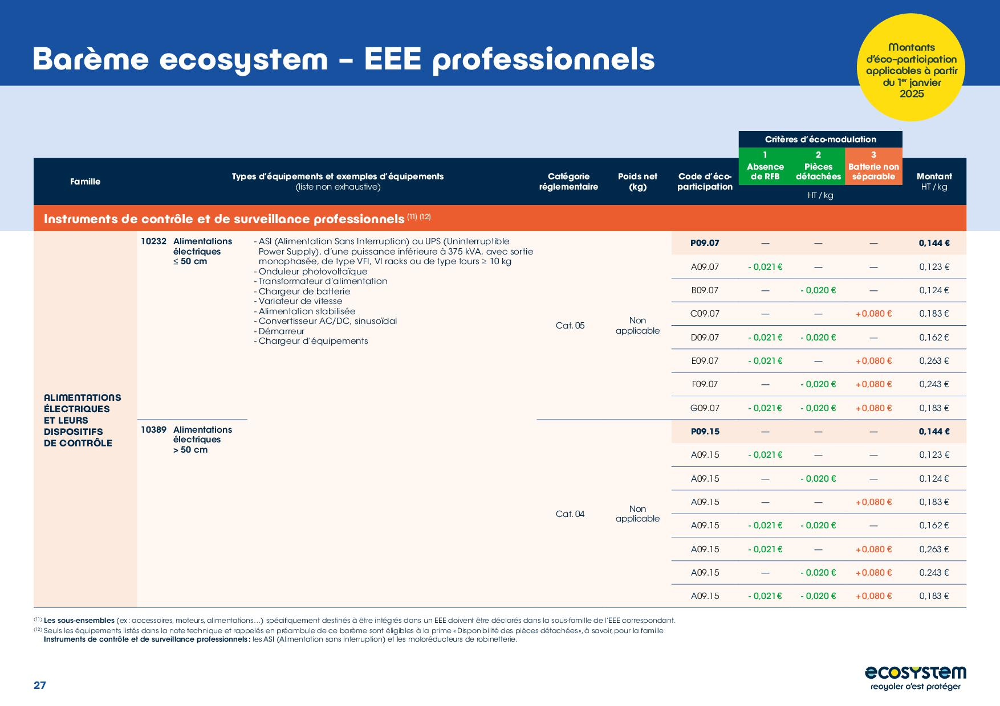 Barème ecosystem – EEE professionnels
Montants
d'éco-participation
applicables à partir
du 1er janvier
2025
Critères d'éco-modulation
Famille
Types d'équipements et exemples d'équipements
(liste non exhaustive)
Catégorie
réglementaire
Poids net
(kg)
Code d'éco-
participation
1
Absence
de RFB
2
Pièces
détachées
3
Batterie non
séparable
HT / kg
Montant
HT / kg
Instruments de contrôle et de surveillance professionnels (11) (12)
ALIMENTATIONS
ÉLECTRIQUES
ET LEURS
DISPOSITIFS
DE CONTRÔLE
10232 Alimentations
électriques
≤ 50 cm
- ASI (Alimentation Sans Interruption) ou UPS (Uninterruptible
Power Supply), d'une puissance inférieure à 375 kVA, avec sortie
monophasée, de type VFI, VI racks ou de type tours ≥ 10 kg
- Onduleur photovoltaïque
- Transformateur d'alimentation
- Chargeur de batterie
- Variateur de vitesse
- Alimentation stabilisée
- Convertisseur AC/DC, sinusoïdal
- Démarreur
- Chargeur d'équipements
Cat. 05
Non
applicable
P09.07 — — — 0,144 €
A09.07 - 0,021 € — — 0,123 €
B09.07 — - 0,020 € — 0,124 €
C09.07 — — +0,080 € 0,183 €
D09.07 - 0,021 € - 0,020 € — 0,162 €
E09.07 - 0,021 € — +0,080 € 0,263 €
F09.07 — - 0,020 € +0,080 € 0,243 €
G09.07 - 0,021 € - 0,020 € +0,080 € 0,183 €
10389 Alimentations
électriques
> 50 cm
Cat. 04
Non
applicable
P09.15 — — — 0,144 €
A09.15 - 0,021 € — — 0,123 €
A09.15 — - 0,020 € — 0,124 €
A09.15 — — +0,080 € 0,183 €
A09.15 - 0,021 € - 0,020 € — 0,162 €
A09.15 - 0,021 € — +0,080 € 0,263 €
A09.15 — - 0,020 € +0,080 € 0,243 €
A09.15 - 0,021 € - 0,020 € +0,080 € 0,183 €
(11) Les sous-ensembles (ex : accessoires, moteurs, alimentations…) spécifiquement destinés à être intégrés dans un EEE doivent être déclarés dans la sous-famille de l'EEE correspondant.
(12) Seuls les équipements listés dans la note technique et rappelés en préambule de ce barème sont éligibles à la prime « Disponibilité des pièces détachées », à savoir, pour la famille
Instruments de contrôle et de surveillance professionnels : les ASI (Alimentation sans interruption) et les motoréducteurs de robinetterie.
27
ecosystem
recycler c'est protéger